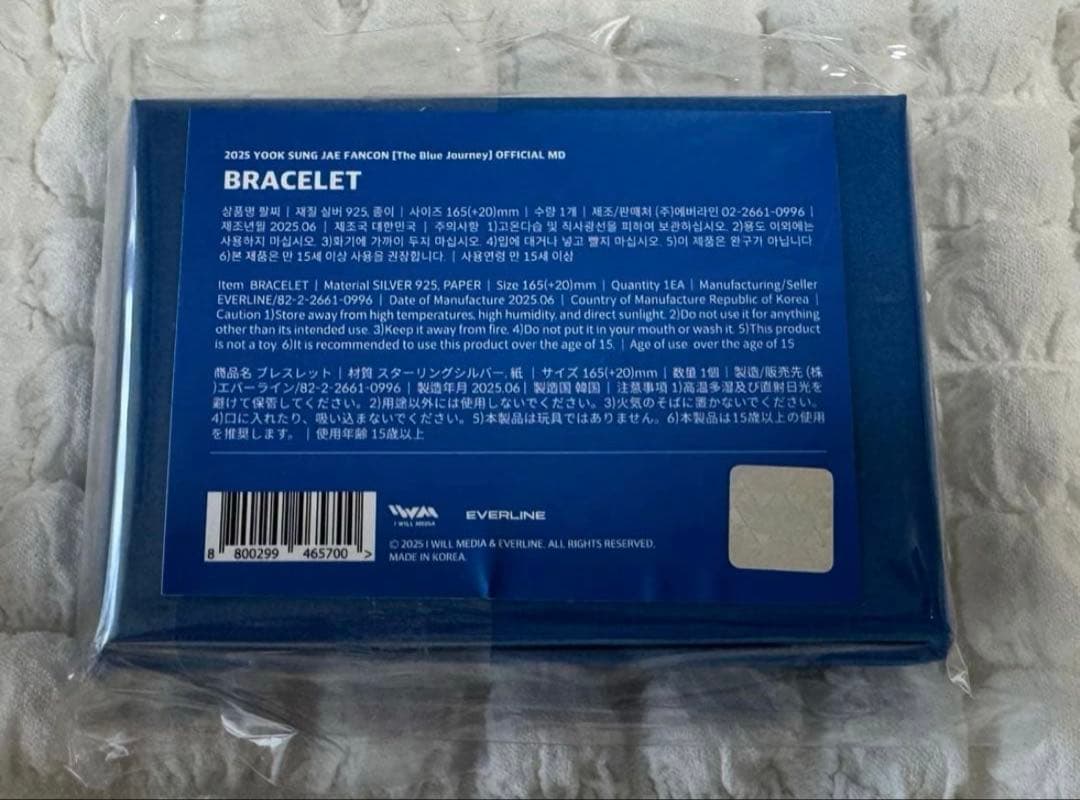 2025 YOOK SUNG JAE FANCON [The Blue Journey] OFFICIAL MD
BRACELET
상품명 팔찌 | 재질 실버 925, 종이 | 사이즈 165(+20)mm | 수량 1개 | 제조/판매처 (주)에버라인 02-2661-0996 |
제조년월 2025.06 | 제조국 대한민국 | 주의사항 1)고온다습 및 직사광선을 피하여 보관하십시오. 2)용도 이외에는
사용하지 마십시오. 3)화기에 가까이 두지 마십시오. 4)입에 대거나 넣고 빨지 마십시오. 5)이 제품은 완구가 아닙니다
6)본 제품은 만 15세 이상 사용을 권장합니다. | 사용연령 만 15세 이상
Item BRACELET | Material SILVER 925, PAPER | Size 165(+20)mm | Quantity 1EA | Manufacturing/Seller
EVERLINE/82-2-2661-0996 | Date of Manufacture 2025.06 | Country of Manufacture Republic of Korea |
Caution 1)Store away from high temperatures, high humidity, and direct sunlight. 2)Do not use it for anything
other than its intended use. 3)Keep it away from fire. 4)Do not put it in your mouth or wash it. 5)This product
is not a toy. 6)It is recommended to use this product over the age of 15. | Age of use over the age of 15
商品名 ブレスレット | 材質 スターリングシルバー, 紙 | サイズ 165(+20)mm | 数量 1個 | 製造/販売先 (株
)エバーライン/82-2-2661-0996 | 製造年月 2025.06 | 製造国 韓国 | 注意事項 1)高温多湿及び直射日光を
避けて保管してください。2)用途以外には使用しないでください。3)火気のそばに置かないでください。
4)口に入れたり、吸い込まないでください。5)本製品は玩具ではありません。6)本製品は15歳以上の使用
を推奨します。 | 使用年齢 15歳以上
8 800299 465700 >
I WILL MEDIA
EVERLINE
© 2025 I WILL MEDIA & EVERLINE. ALL RIGHTS RESERVED.
MADE IN KOREA.